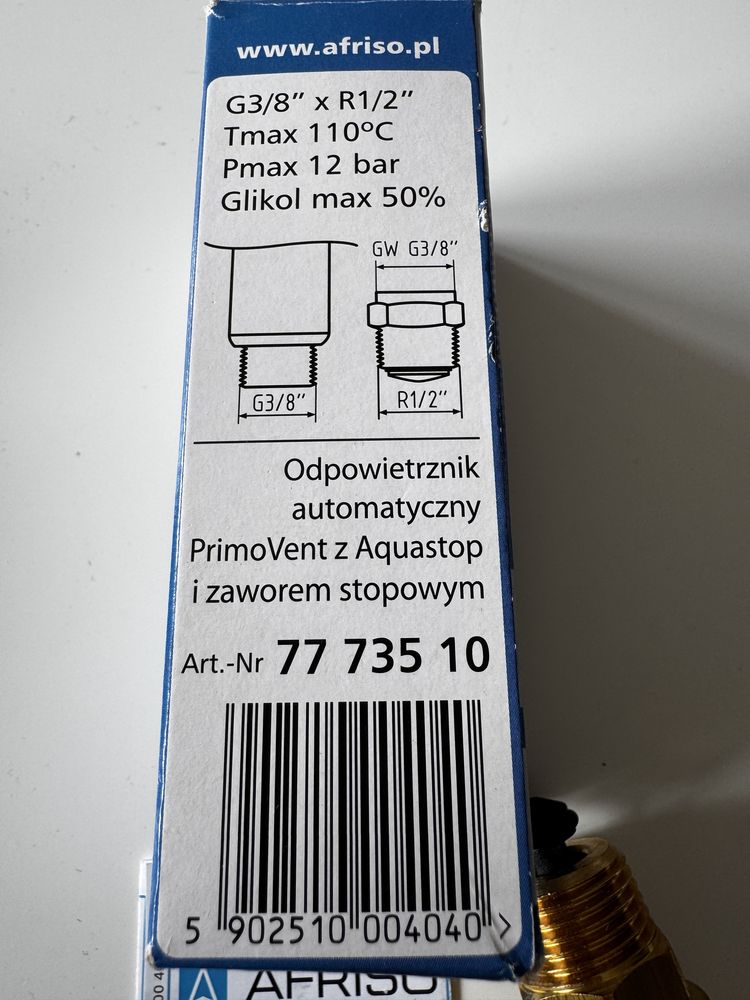 www.afriso.pl
G3/8” x R1/2”
Tmax 110ºC
Pmax 12 bar
Glikol max 50%
GW G3/8”
G3/8”
R1/2”
Odpowietrznik
automatyczny
PrimoVent z Aquastop
i zaworem stopowym
Art.-Nr 77 735 10
5 902510 004040 >
AFRISO